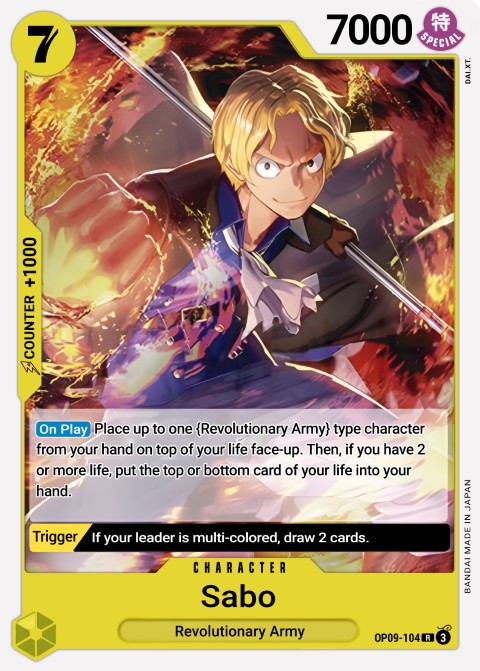 7
7000
特
SPECIAL
DAI.XT.
COUNTER +1000
On Play Place up to one {Revolutionary Army} type character
from your hand on top of your life face-up. Then, if you have 2
or more life, put the top or bottom card of your life into your
hand.
Trigger If your leader is multi-colored, draw 2 cards.
CHARACTER
Sabo
Revolutionary Army
OP09-104 R 3
BANDAI MADE IN JAPAN